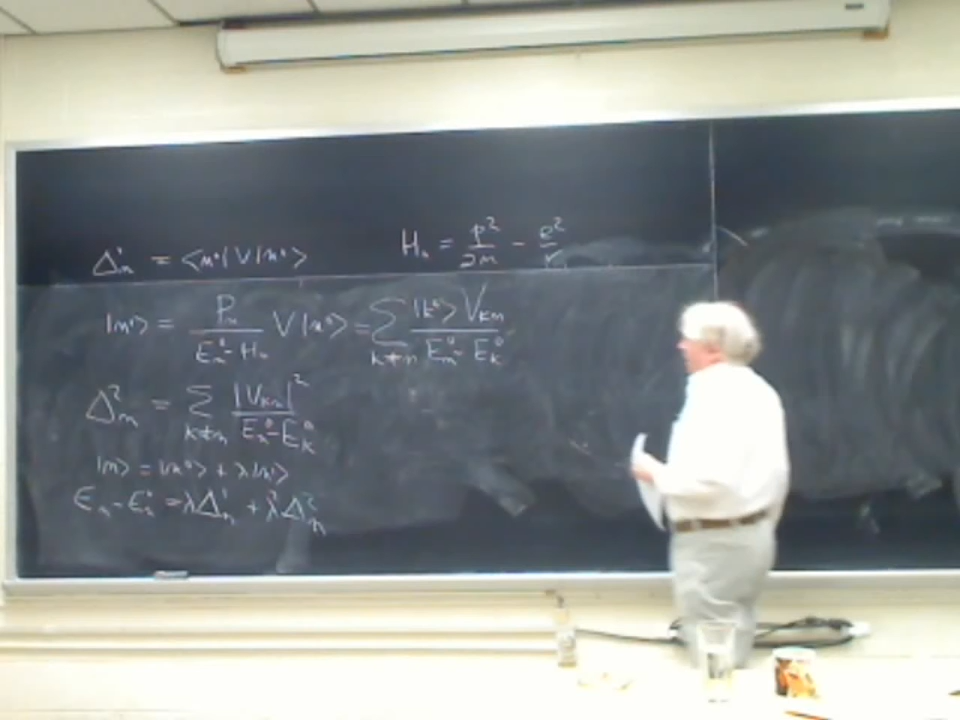 Δ¹ₙ = ⟨n⁰|V|n⁰⟩
H₀ = p²/2m − e²/r
|n¹⟩ = Pₙ/(E⁰ₙ − H₀) V|n⁰⟩ = Σ_{k≠n} |k⁰⟩ V_{kn}/(E⁰ₙ − E⁰ₖ)
Δ²ₙ = Σ_{k≠n} |V_{kn}|²/(E⁰ₙ − E⁰ₖ)
|n⟩ = |n⁰⟩ + λ|n¹⟩
Eₙ − E⁰ₙ = λΔ¹ₙ + λ²Δ²ₙ